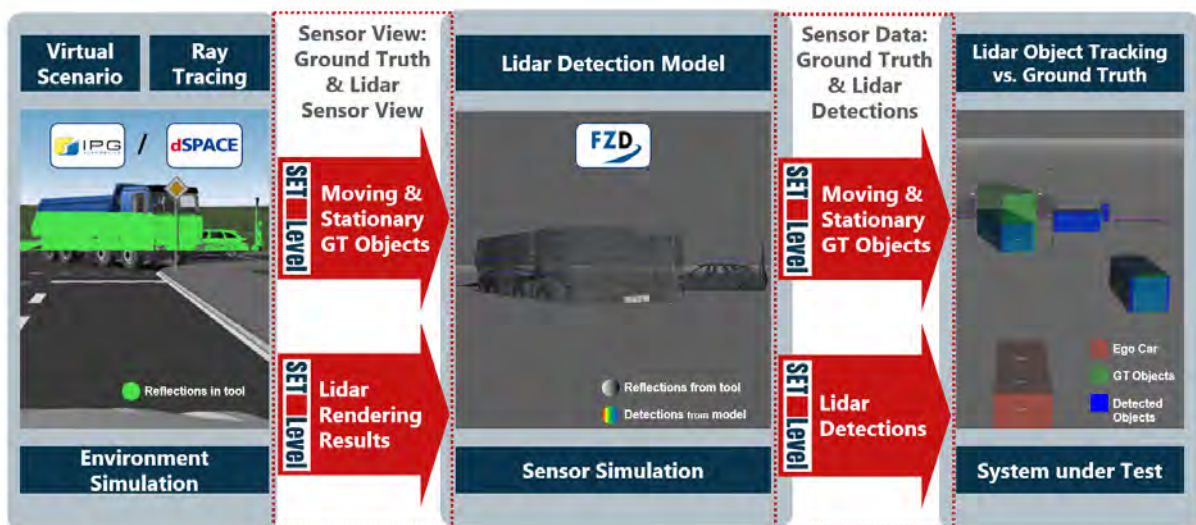 Virtual
Scenario
Ray
Tracing
IPG
/
dSPACE
Reflections in tool
Environment
Simulation
Sensor View:
Ground Truth
& Lidar
Sensor View
SET Level
Moving &
Stationary
GT Objects
SET Level
Lidar
Rendering
Results
Lidar Detection Model
FZD
Reflections from tool
Detections from model
Sensor Simulation
Sensor Data:
Ground Truth
& Lidar
Detections
SET Level
Moving &
Stationary
GT Objects
SET Level
Lidar
Detections
Lidar Object Tracking
vs. Ground Truth
Ego Car
GT Objects
Detected
Objects
System under Test